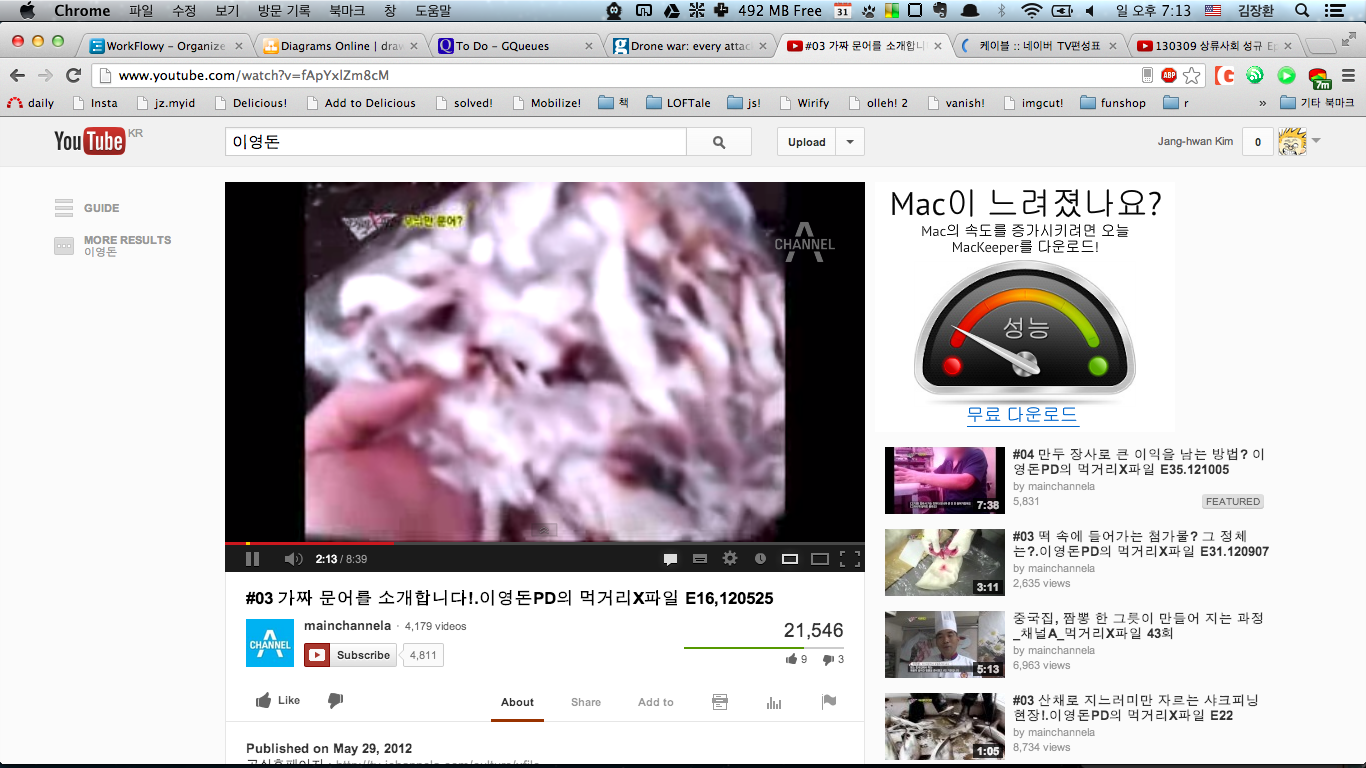 Chrome 파일 수정 보기 방문 기록 북마크 창 도움말 492 MB Free 31 일 오후 7:13 김장환
WorkFlowy – Organize
Diagrams Online | draw
To Do – GQueues
Drone war: every attac
#03 가짜 문어를 소개합니
케이블 :: 네이버 TV편성표
130309 상류사회 성규 Ep
www.youtube.com/watch?v=fApYxlZm8cM
ABP
7m
daily Insta jz.myid Delicious! Add to Delicious solved! Mobilize! 책 LOFTale js! Wirify olleh! 2 vanish! imgcut! funshop r » 기타 북마크
YouTube KR
이영돈
Upload
Jang-hwan Kim 0
GUIDE
MORE RESULTS
이영돈
무늬만 문어?
CHANNEL A
2:13 / 8:39
#03 가짜 문어를 소개합니다!.이영돈PD의 먹거리X파일 E16,120525
CHANNEL A
mainchannela · 4,179 videos
Subscribe 4,811
21,546
9 3
Like
About Share Add to
Published on May 29, 2012
Mac이 느려졌나요?
Mac의 속도를 증가시키려면 오늘
MacKeeper를 다운로드!
성능
무료 다운로드
7:38
#04 만두 장사로 큰 이익을 남는 방법? 이
영돈PD의 먹거리X파일 E35.121005
by mainchannela
5,831
FEATURED
3:11
#03 떡 속에 들어가는 첨가물? 그 정체
는?.이영돈PD의 먹거리X파일 E31.120907
by mainchannela
2,635 views
5:13
중국집, 짬뽕 한 그릇이 만들어 지는 과정
_채널A_먹거리X파일 43회
by mainchannela
6,963 views
1:05
#03 산채로 지느러미만 자르는 샤크피닝
현장!.이영돈PD의 먹거리X파일 E22
by mainchannela
8,734 views